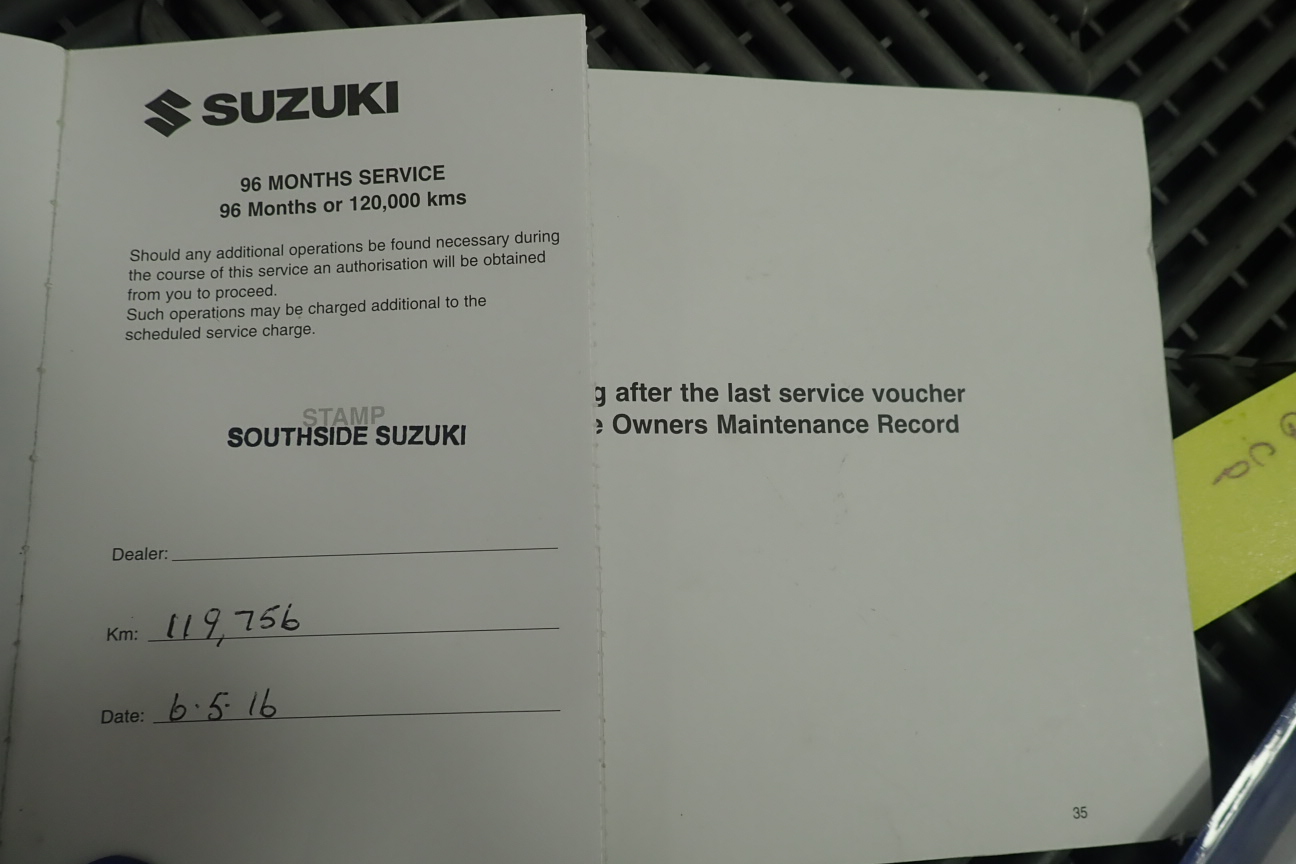 SUZUKI
96 MONTHS SERVICE
96 Months or 120,000 kms
Should any additional operations be found necessary during
the course of this service an authorisation will be obtained
from you to proceed.
Such operations may be charged additional to the
scheduled service charge.
STAMP
SOUTHSIDE SUZUKI
Dealer:
Km: 119,756
Date: 6.5.16
g after the last service voucher
e Owners Maintenance Record
35